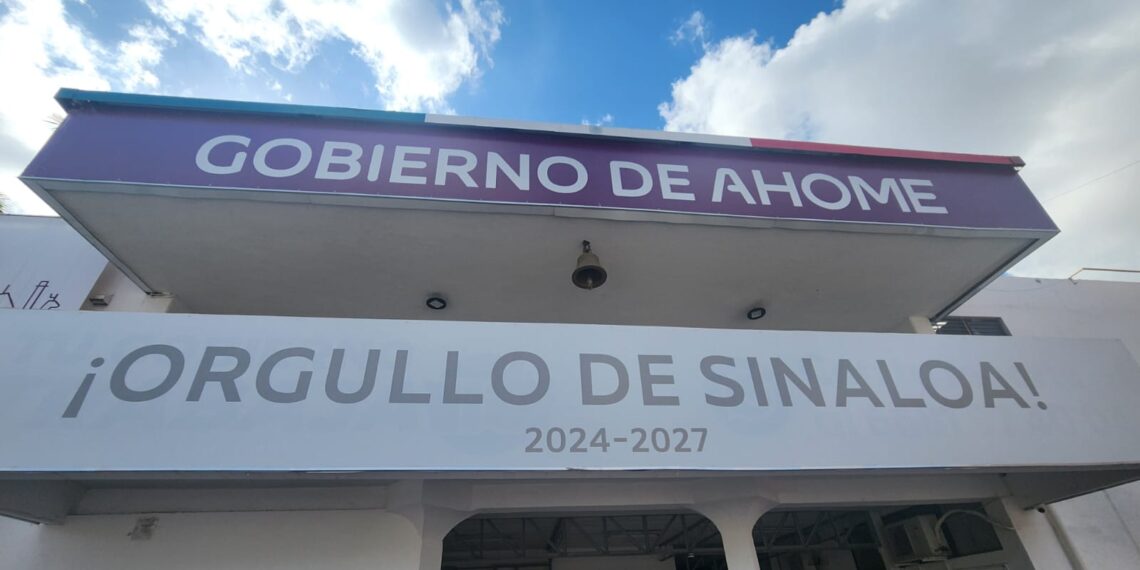 GOBIERNO DE AHOME
¡ORGULLO DE SINALOA!
2024-2027